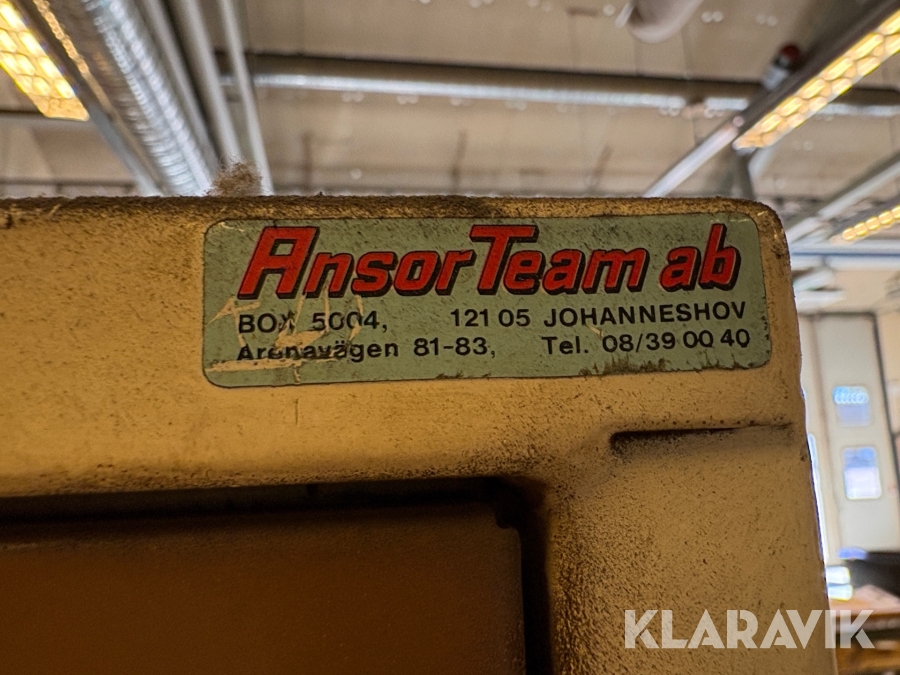 AnsorTeam ab
BOX 5004, 121 05 JOHANNESHOV
Arenavägen 81-83, Tel. 08/39 00 40
KLARAVIK